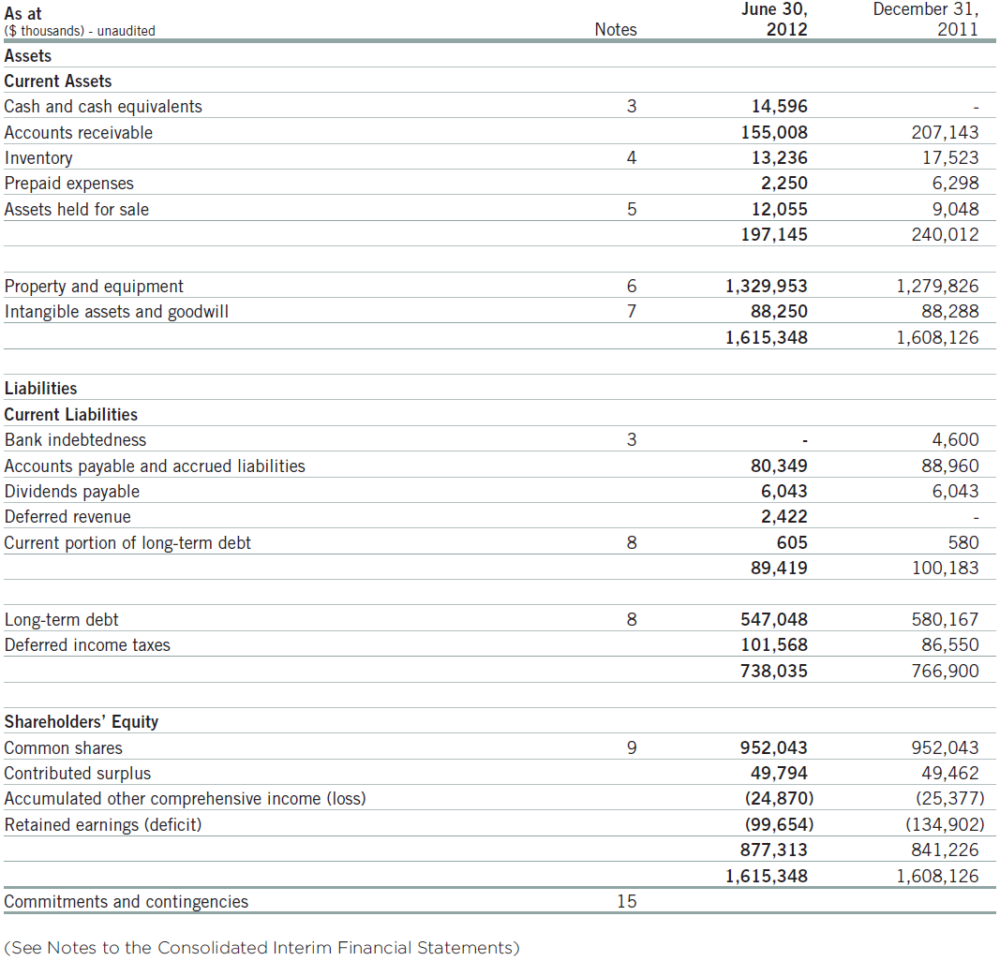 As at June 30, December 31,
($ thousands) - unaudited Notes 2012 2011
Assets
Current Assets
Cash and cash equivalents 3 14,596 -
Accounts receivable 155,008 207,143
Inventory 4 13,236 17,523
Prepaid expenses 2,250 6,298
Assets held for sale 5 12,055 9,048
197,145 240,012
Property and equipment 6 1,329,953 1,279,826
Intangible assets and goodwill 7 88,250 88,288
1,615,348 1,608,126
Liabilities
Current Liabilities
Bank indebtedness 3 - 4,600
Accounts payable and accrued liabilities 80,349 88,960
Dividends payable 6,043 6,043
Deferred revenue 2,422 -
Current portion of long-term debt 8 605 580
89,419 100,183
Long-term debt 8 547,048 580,167
Deferred income taxes 101,568 86,550
738,035 766,900
Shareholders' Equity
Common shares 9 952,043 952,043
Contributed surplus 49,794 49,462
Accumulated other comprehensive income (loss) (24,870) (25,377)
Retained earnings (deficit) (99,654) (134,902)
877,313 841,226
1,615,348 1,608,126
Commitments and contingencies 15
(See Notes to the Consolidated Interim Financial Statements)